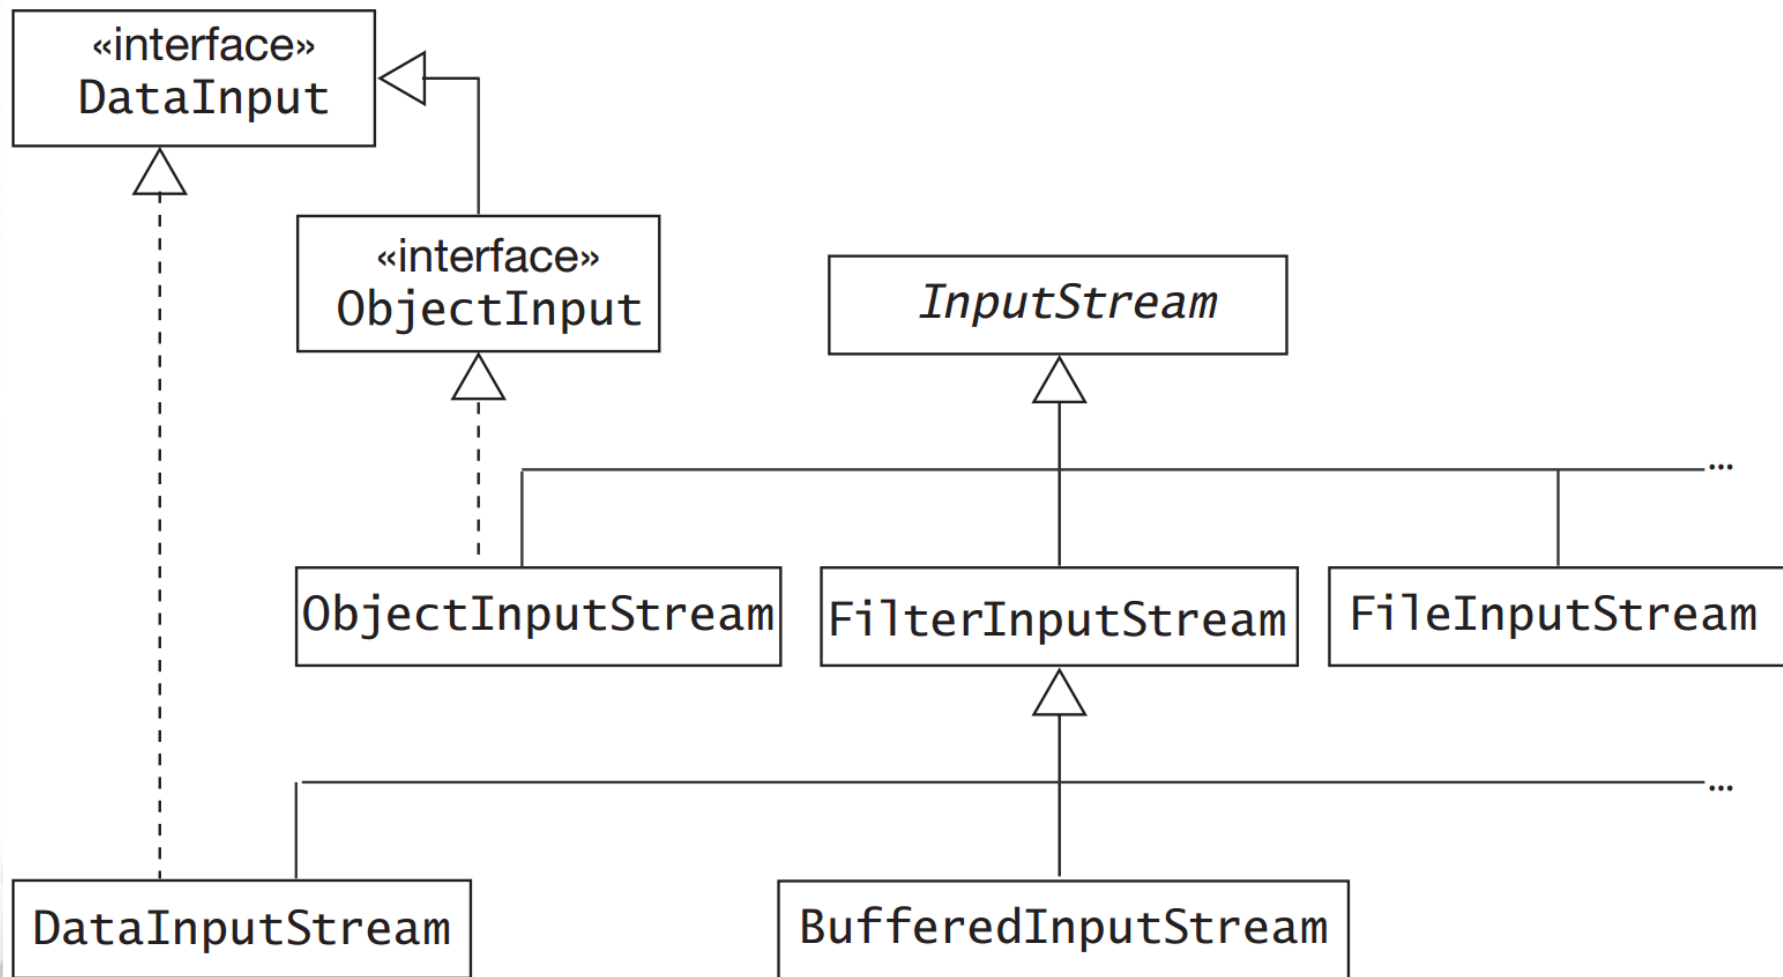 «interface»
DataInput
«interface»
ObjectInput
InputStream
...
ObjectInputStream
FilterInputStream
FileInputStream
...
DataInputStream
BufferedInputStream